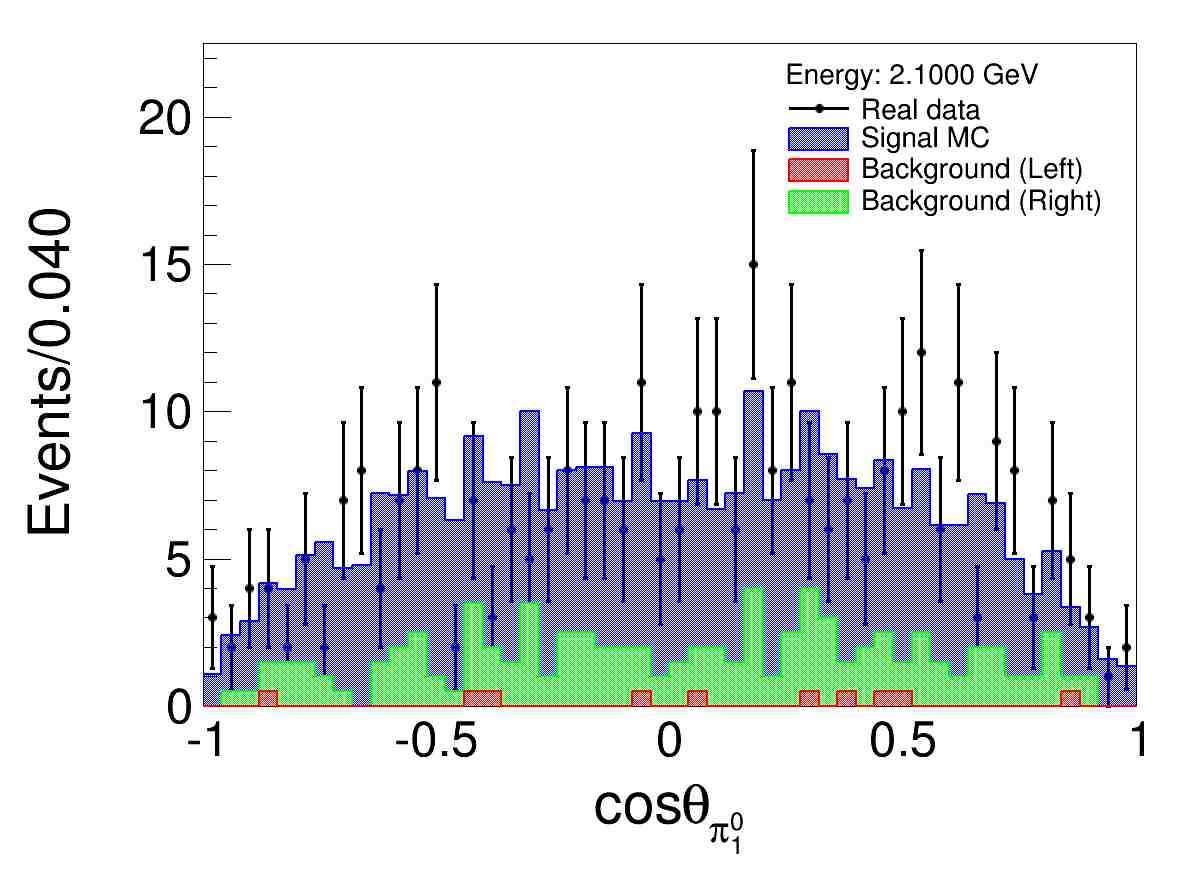 Energy: 2.1000 GeV
Real data
Signal MC
Background (Left)
Background (Right)
Events/0.040
20
15
10
5
0
-1
-0.5
0
0.5
1
cosθπ⁰₁